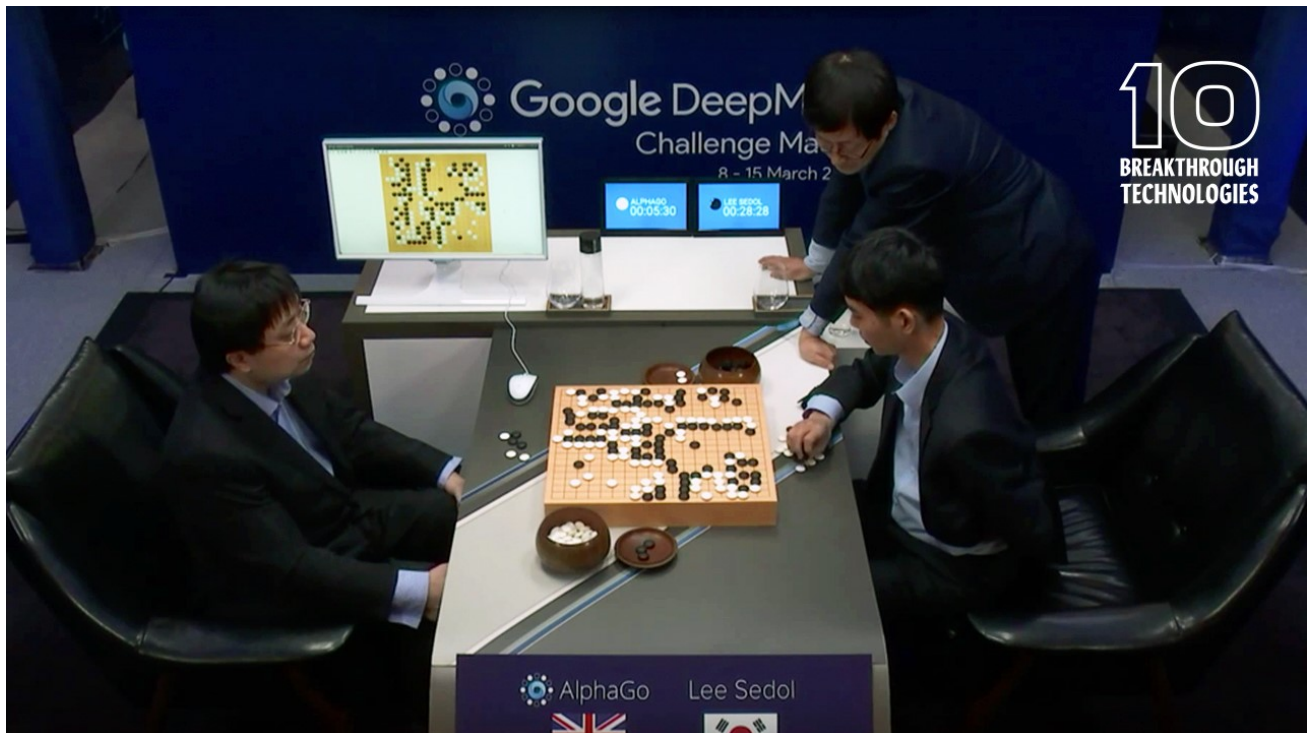 Google DeepM
Challenge Ma
8 - 15 March 2
10
BREAKTHROUGH
TECHNOLOGIES
ALPHAGO
00:05:30
LEE SEDOL
00:28:28
AlphaGo
Lee Sedol